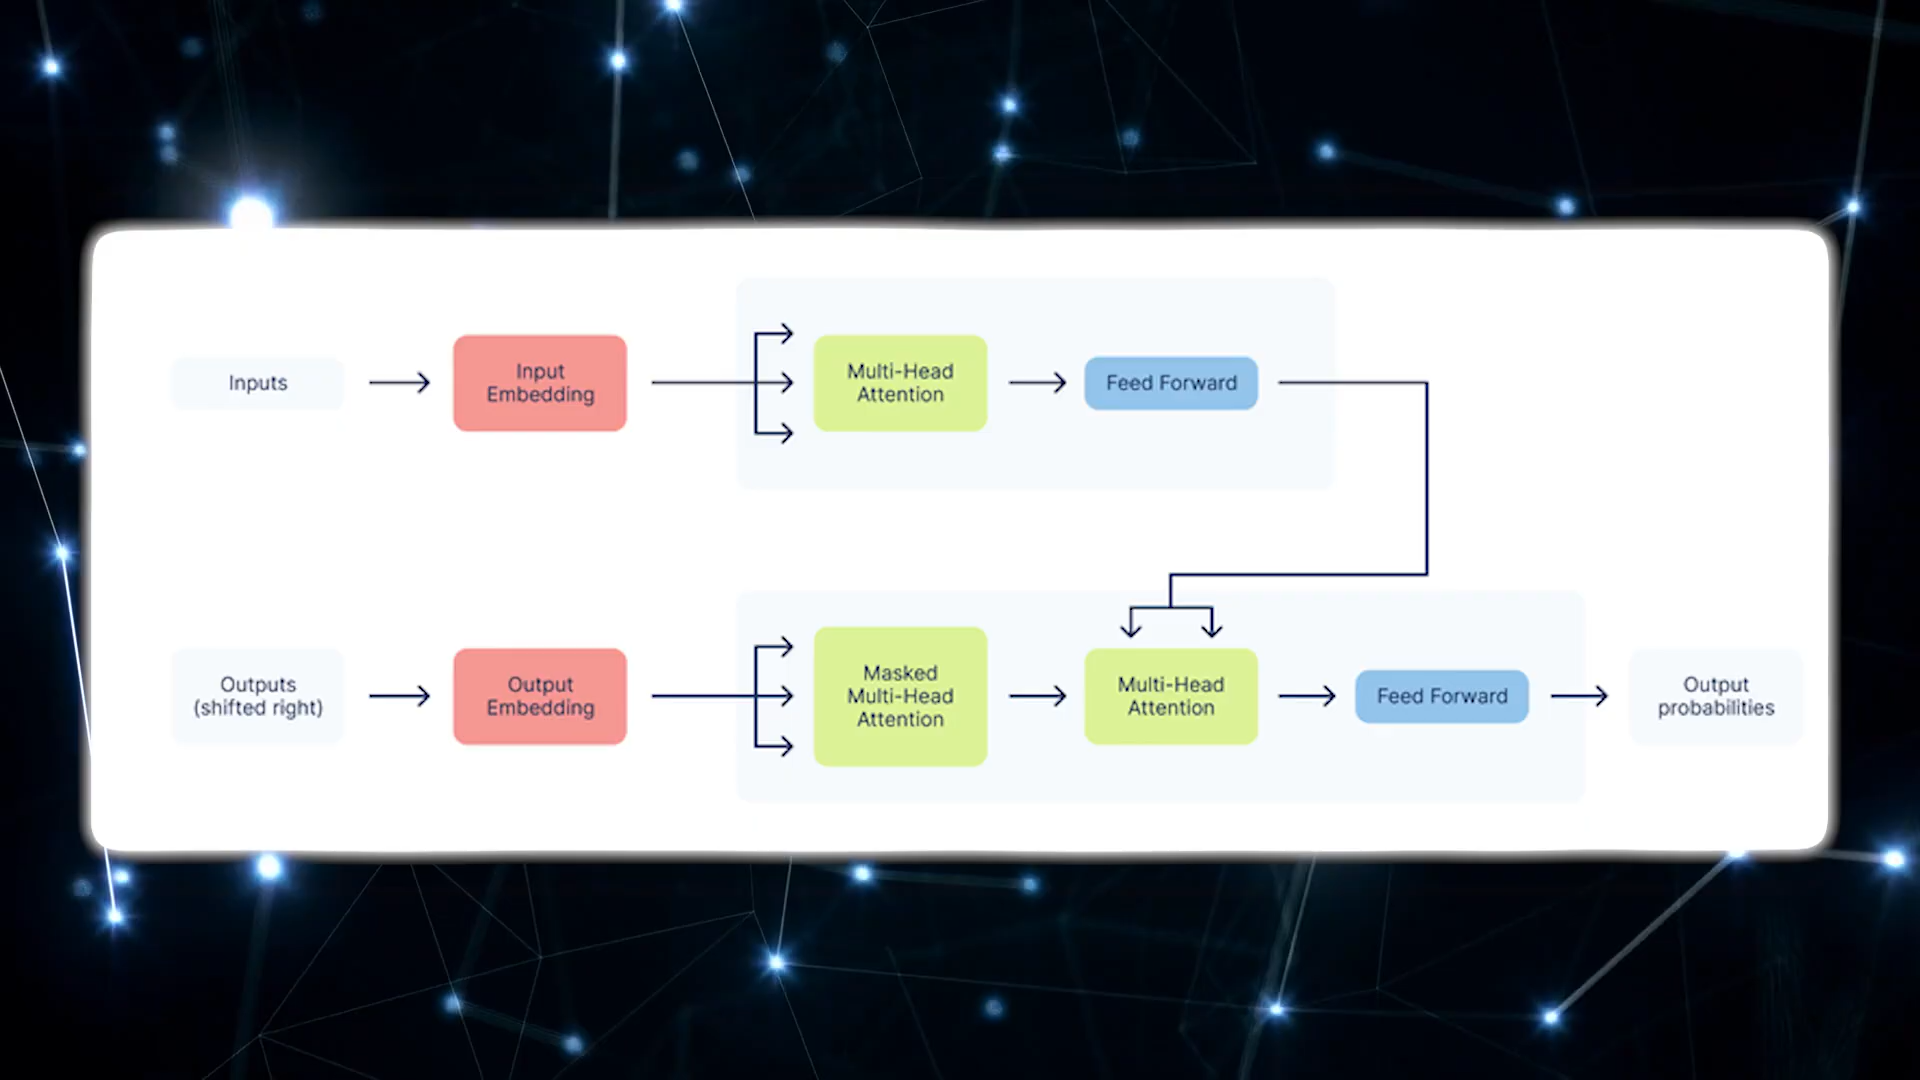 Inputs
Input
Embedding
Multi-Head
Attention
Feed Forward
Outputs
(shifted right)
Output
Embedding
Masked
Multi-Head
Attention
Multi-Head
Attention
Feed Forward
Output
probabilities